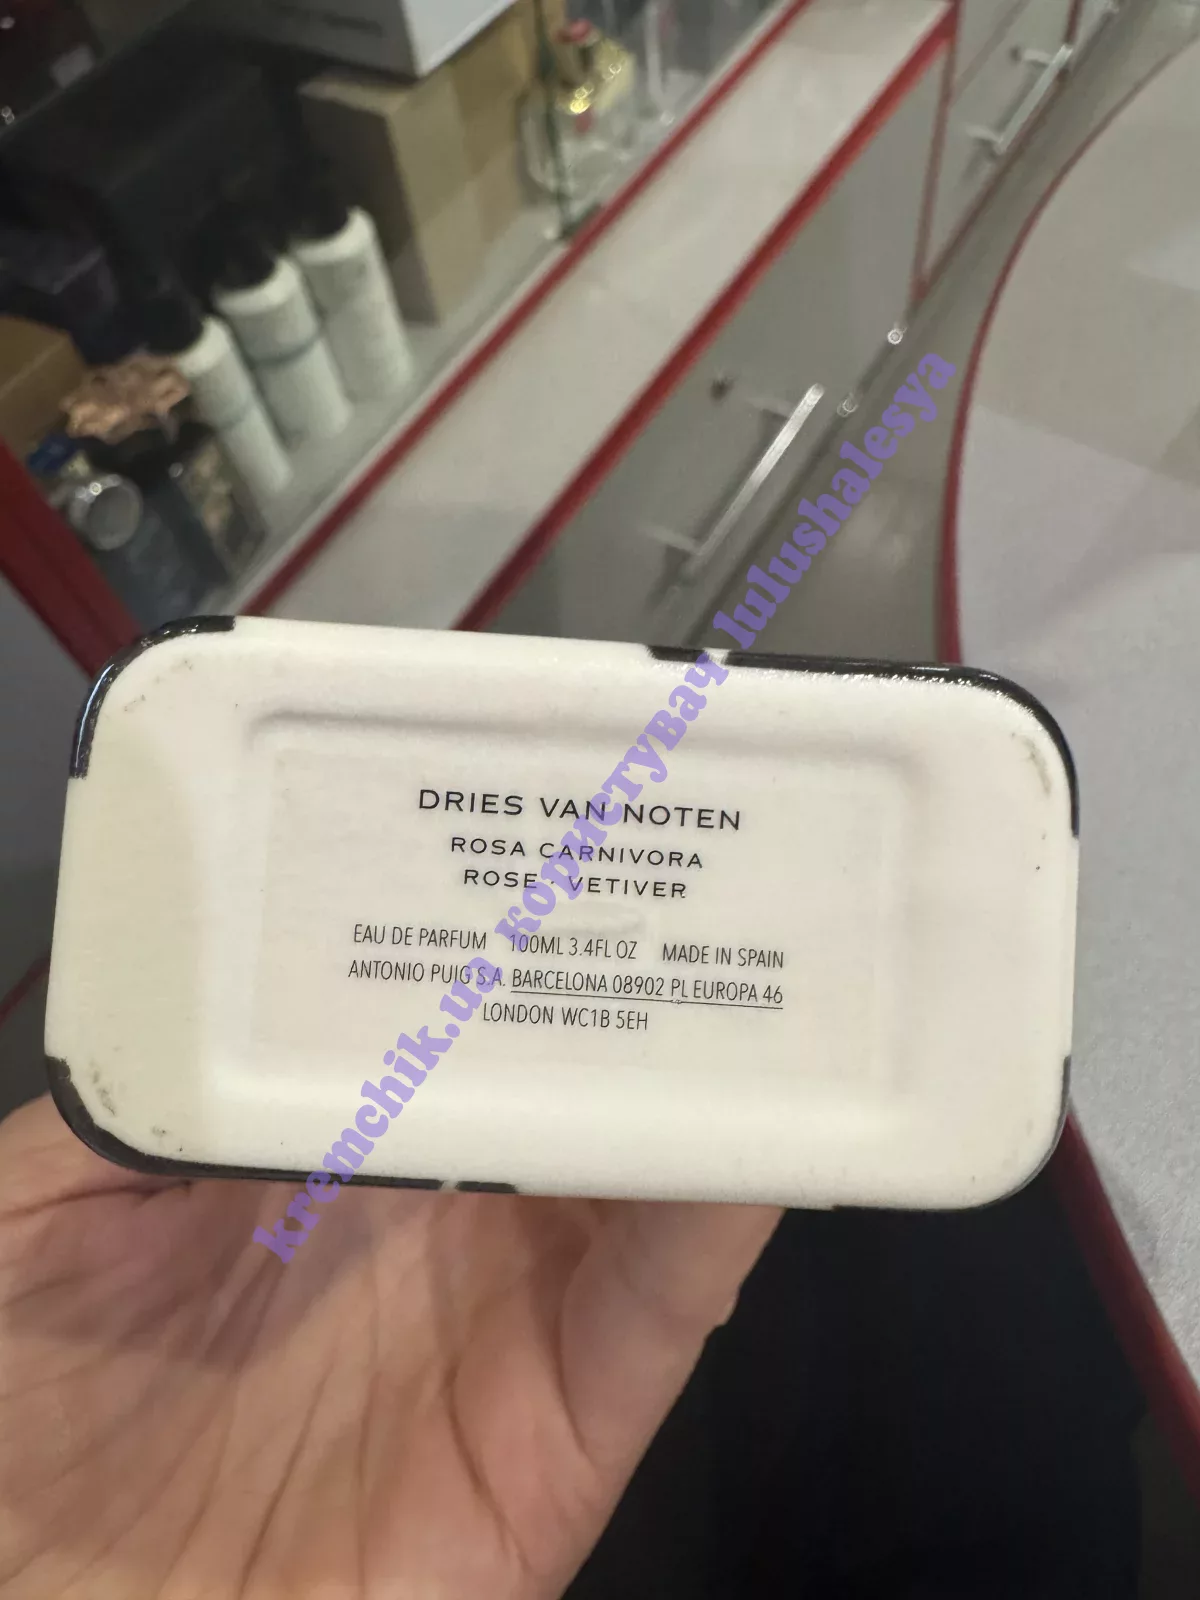 DRIES VAN NOTEN
ROSA CARNIVORA
ROSE · VETIVER
EAU DE PARFUM 100ML 3.4FL OZ MADE IN SPAIN
ANTONIO PUIG S.A. BARCELONA 08902 PL EUROPA 46
LONDON WC1B 5EH
kremchik.ua користувач lulushalesya